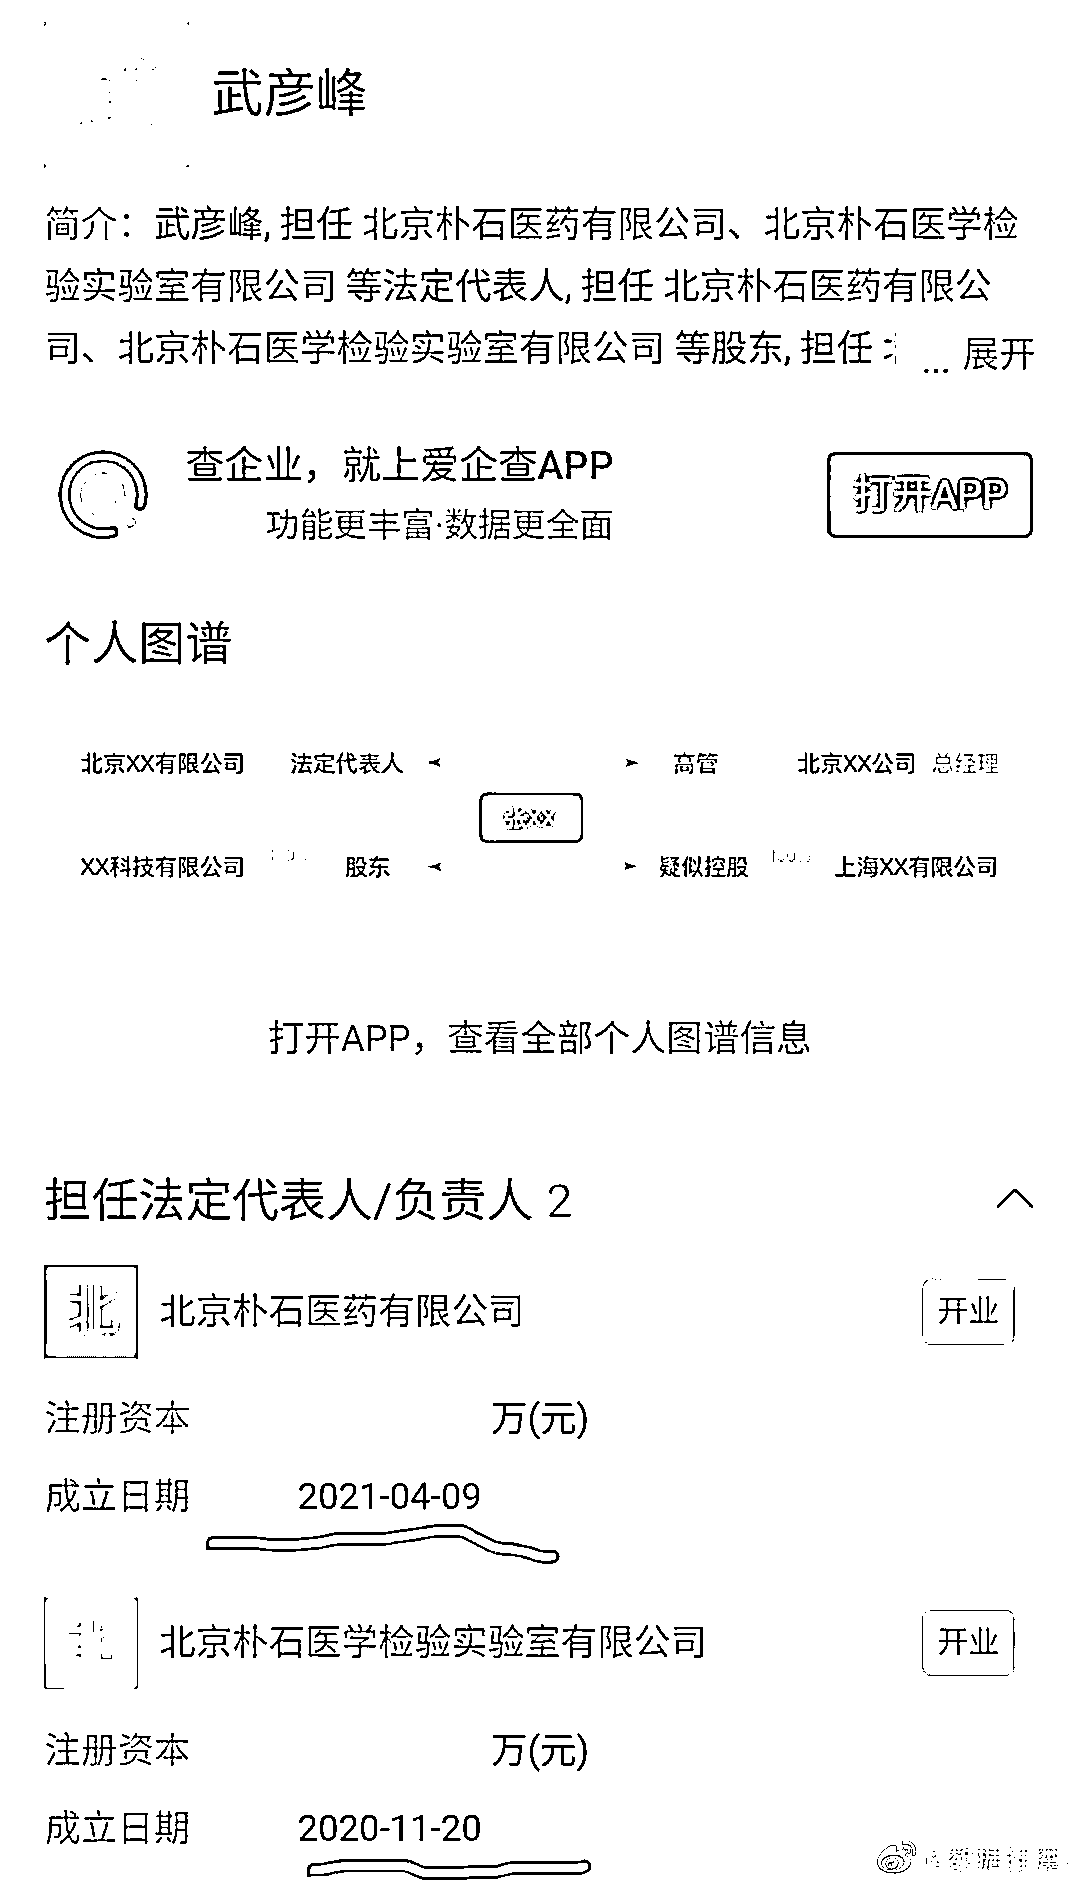 武彦峰
简介：武彦峰, 担任 北京朴石医药有限公司、北京朴石医学检
验实验室有限公司 等法定代表人, 担任 北京朴石医药有限公
司、北京朴石医学检验实验室有限公司 等股东, 担任 ... 展开
查企业，就上爱企查APP
功能更丰富·数据更全面
打开APP
个人图谱
北京XX有限公司 法定代表人 高管 北京XX公司 总经理
张XX
XX科技有限公司 股东 疑似控股 上海XX有限公司
打开APP，查看全部个人图谱信息
担任法定代表人/负责人 2
北 北京朴石医药有限公司 开业
注册资本 万(元)
成立日期 2021-04-09
北京朴石医学检验实验室有限公司 开业
注册资本 万(元)
成立日期 2020-11-20